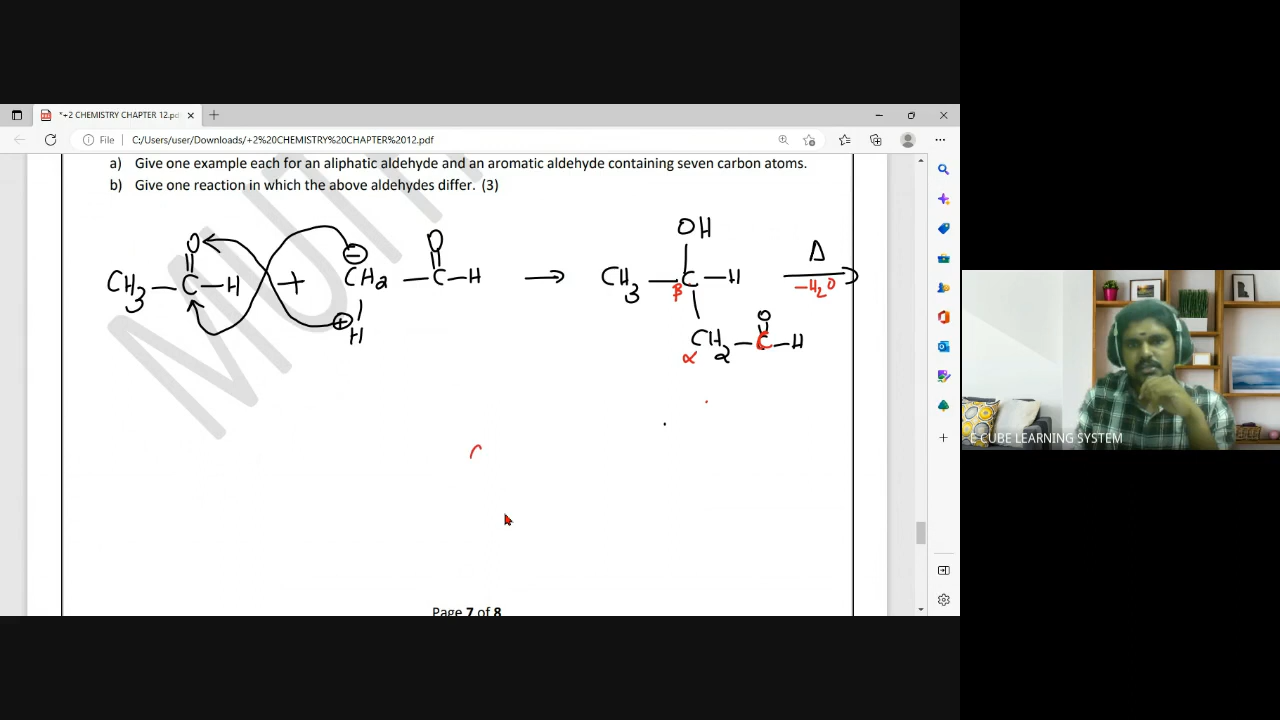 *+2 CHEMISTRY CHAPTER 12.pd
File C:/Users/user/Downloads/+2%20CHEMISTRY%20CHAPTER%2012.pdf
a) Give one example each for an aliphatic aldehyde and an aromatic aldehyde containing seven carbon atoms.
b) Give one reaction in which the above aldehydes differ. (3)
O O OH Δ
CH3 — C — H + CH2 — C — H → CH3 — C — H −H2O
β
H CH2 — C — H
O
α
E CUBE LEARNING SYSTEM
Page 7 of 8